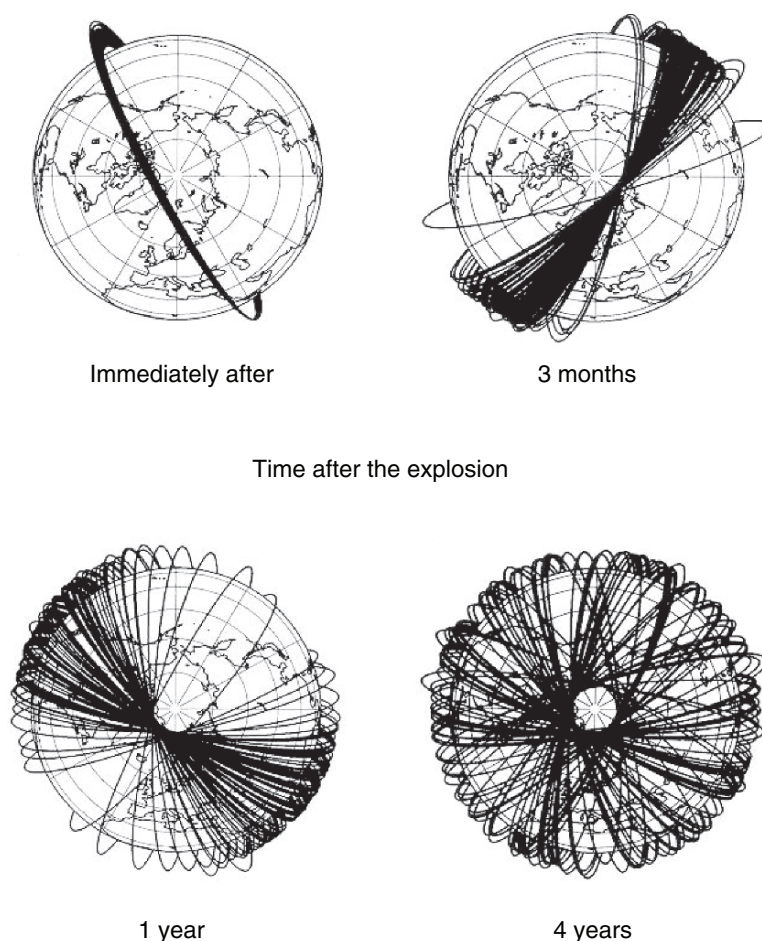 Immediately after
3 months
Time after the explosion
1 year
4 years